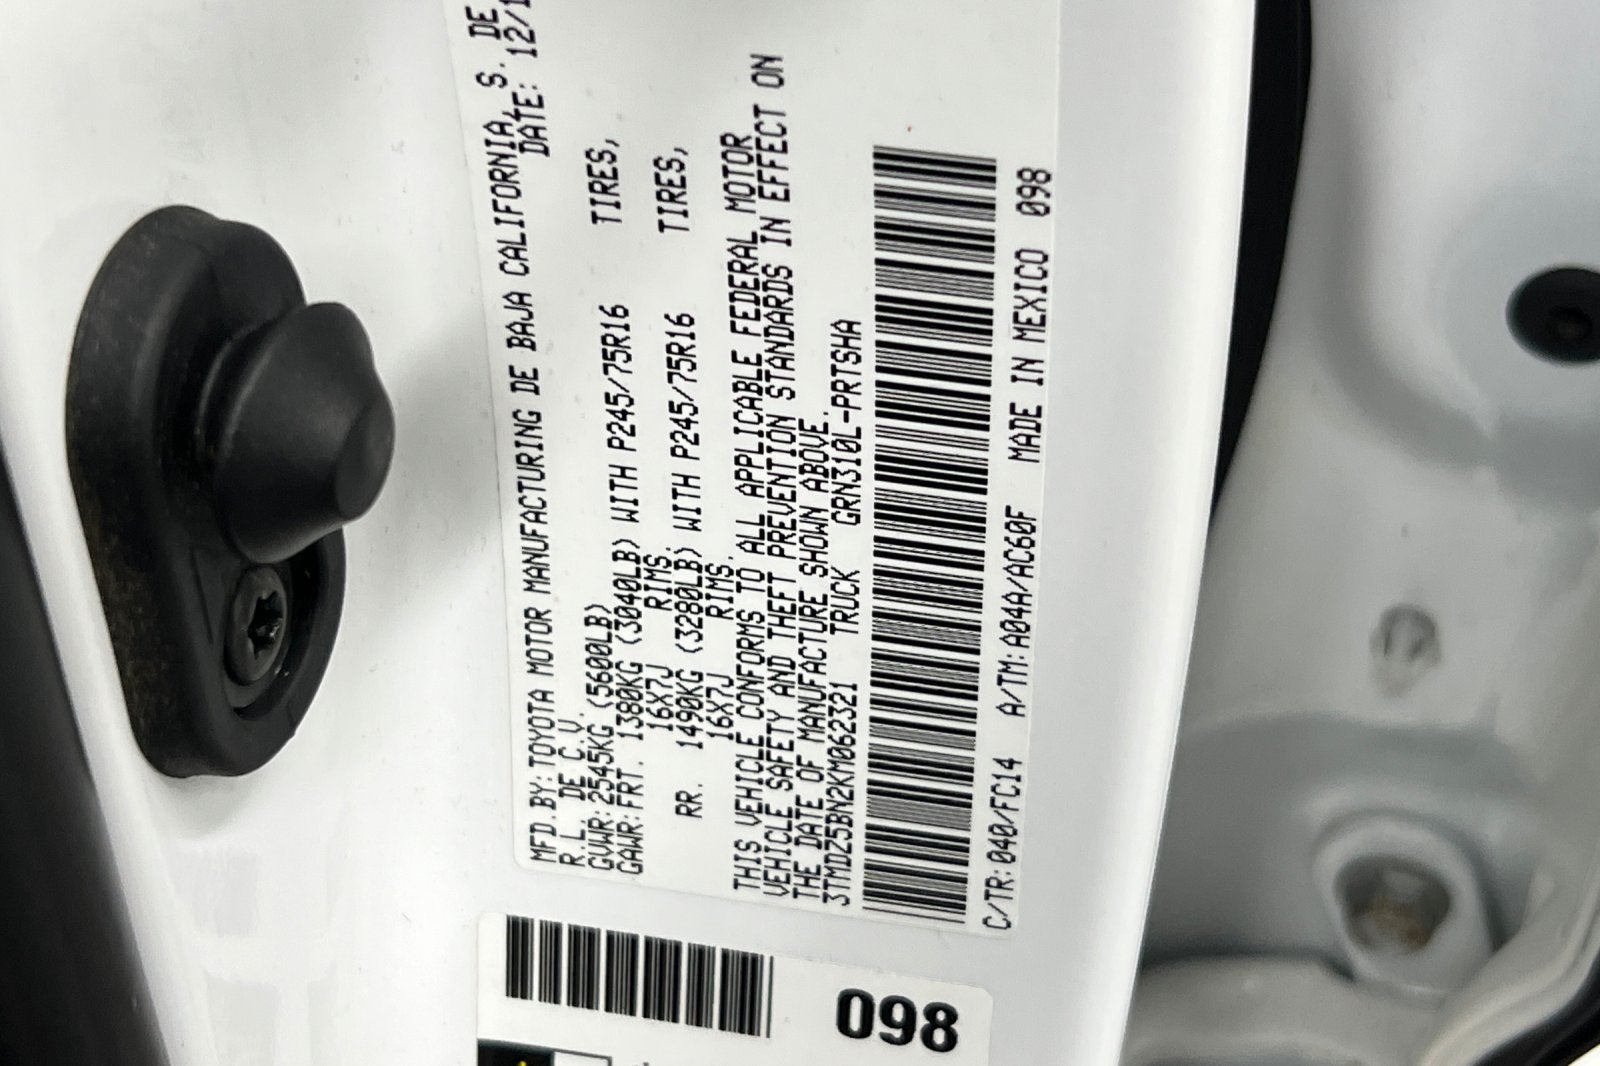 MFD.BY:TOYOTA MOTOR MANUFACTURING DE BAJA CALIFORNIA, S. DE
R.L. DE C.V. DATE: 12/1
GVWR:2545KG (5600LB)
GAWR:FRT. 1380KG (3040LB) WITH P245/75R16 TIRES,
16X7J RIMS.
RR. 1490KG (3280LB) WITH P245/75R16 TIRES,
16X7J RIMS.
THIS VEHICLE CONFORMS TO ALL APPLICABLE FEDERAL MOTOR
VEHICLE SAFETY AND THEFT PREVENTION STANDARDS IN EFFECT ON
THE DATE OF MANUFACTURE SHOWN ABOVE.
3TMDZ5BN2KM062321 TRUCK GRN310L-PRTSHA
C/TR:040/FC14 A/TM:A04A/AC60F MADE IN MEXICO 098
098